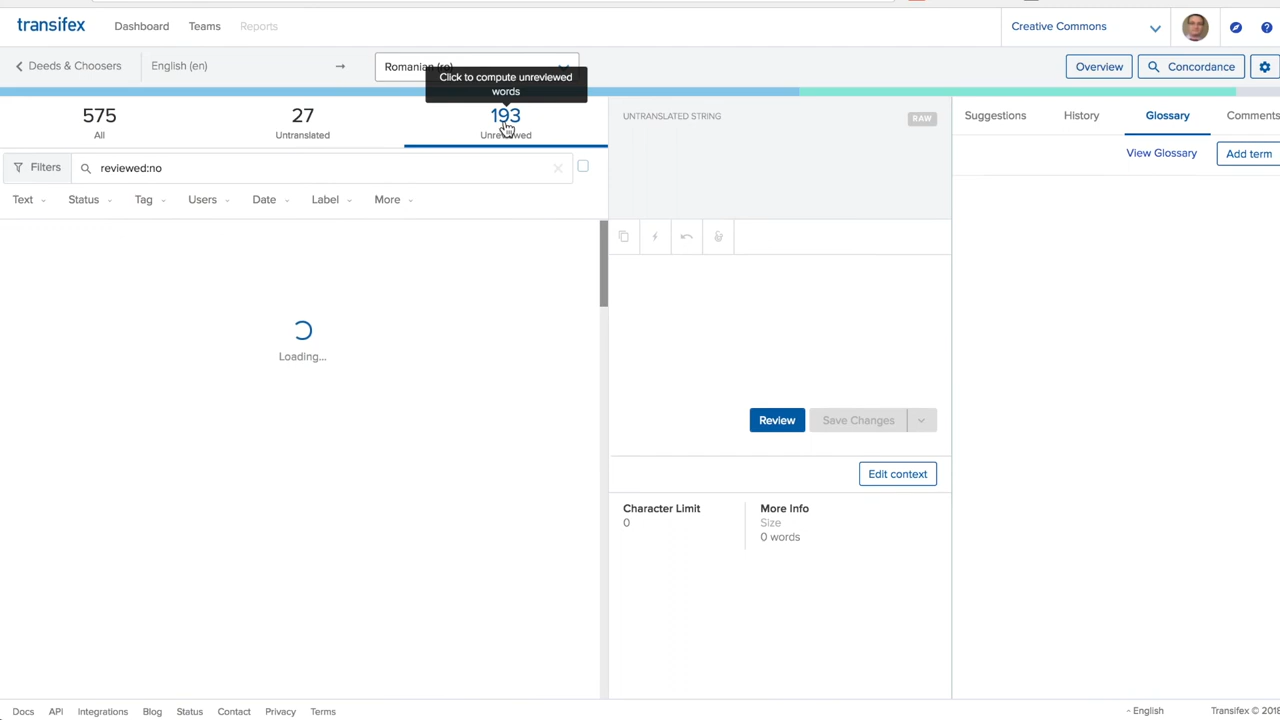 transifex
Dashboard
Teams
Reports
Creative Commons
Deeds & Choosers
English (en)
→
Romanian (ro)
Overview
Concordance
Click to compute unreviewed
words
575
All
27
Untranslated
193
Unreviewed
UNTRANSLATED STRING
RAW
Suggestions
History
Glossary
Comments
View Glossary
Add term
Filters
reviewed:no
Text
Status
Tag
Users
Date
Label
More
Loading...
Review
Save Changes
Edit context
Character Limit
0
More Info
Size
0 words
Docs
API
Integrations
Blog
Status
Contact
Privacy
Terms
English
Transifex © 2018